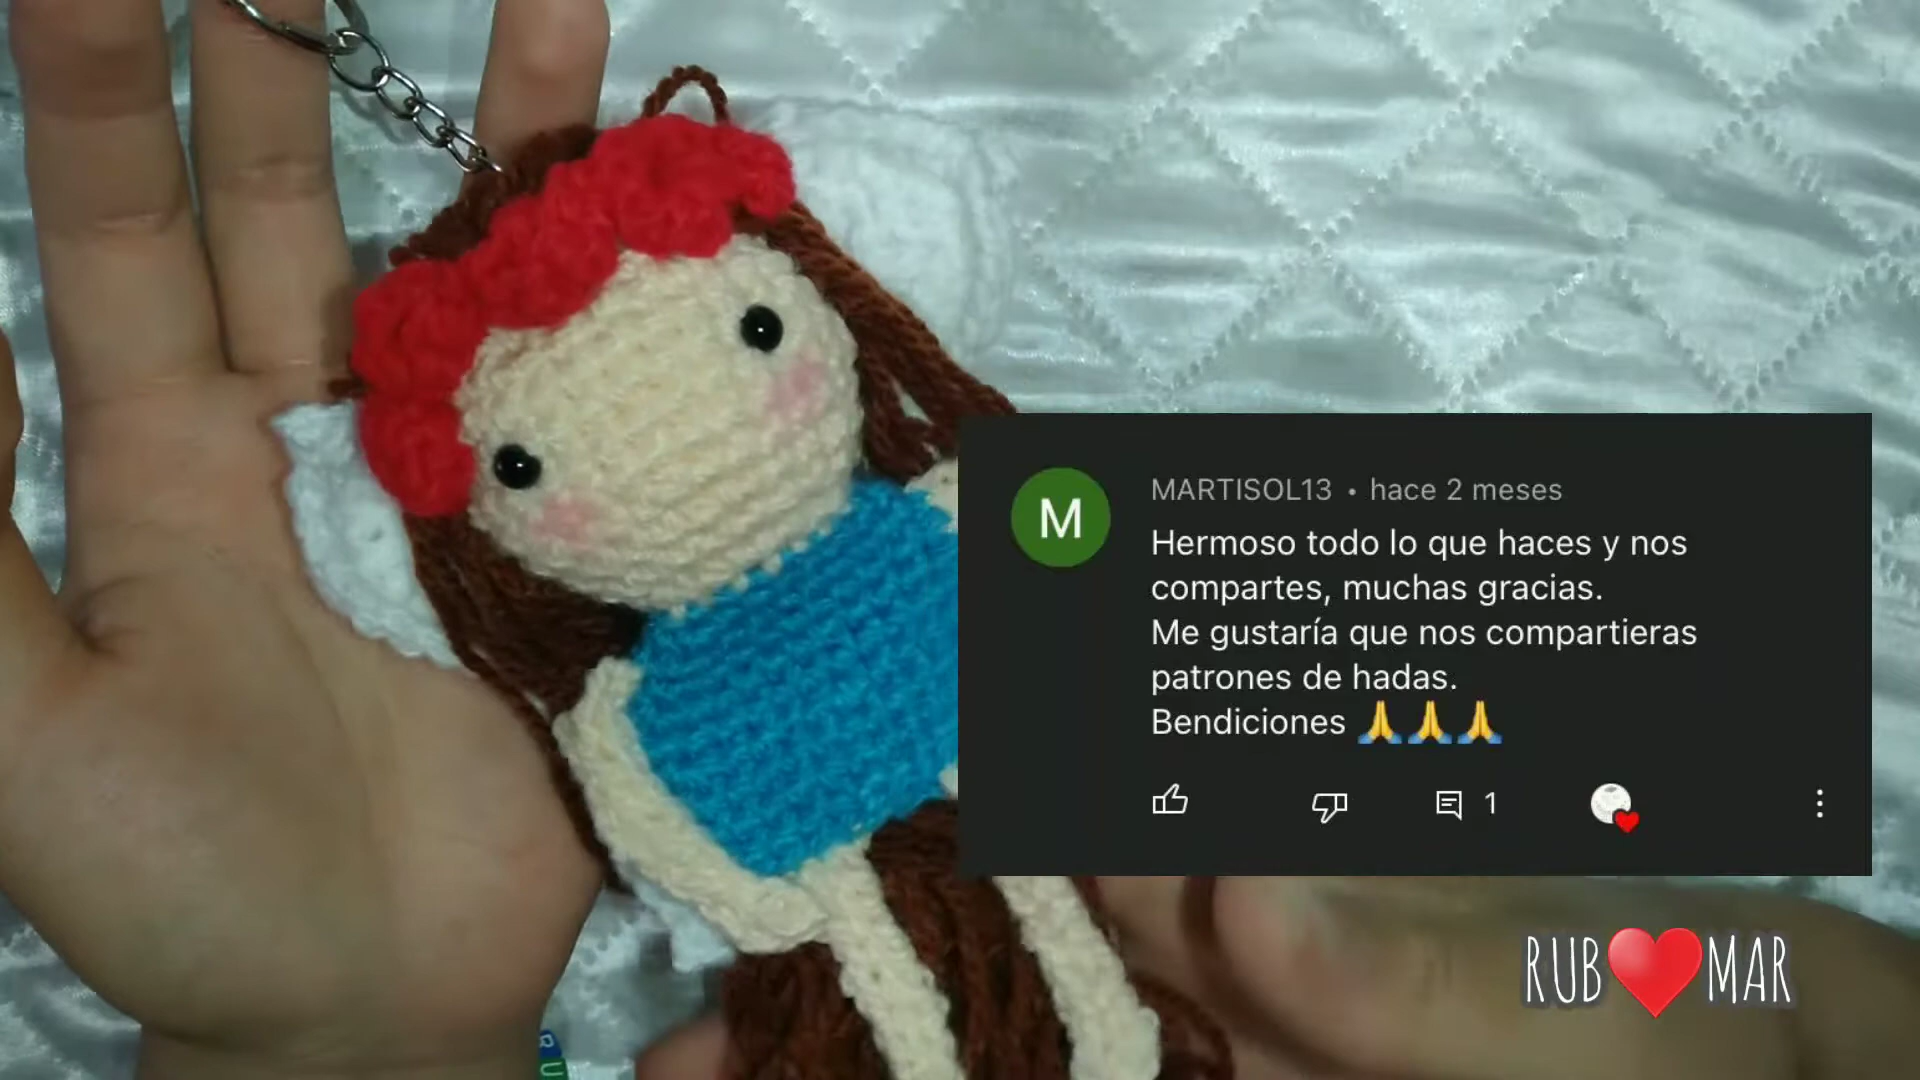 MARTISOL13 • hace 2 meses
M
Hermoso todo lo que haces y nos
compartes, muchas gracias.
Me gustaría que nos compartieras
patrones de hadas.
Bendiciones 🙏🙏🙏
1
RUB❤️MAR
R
U